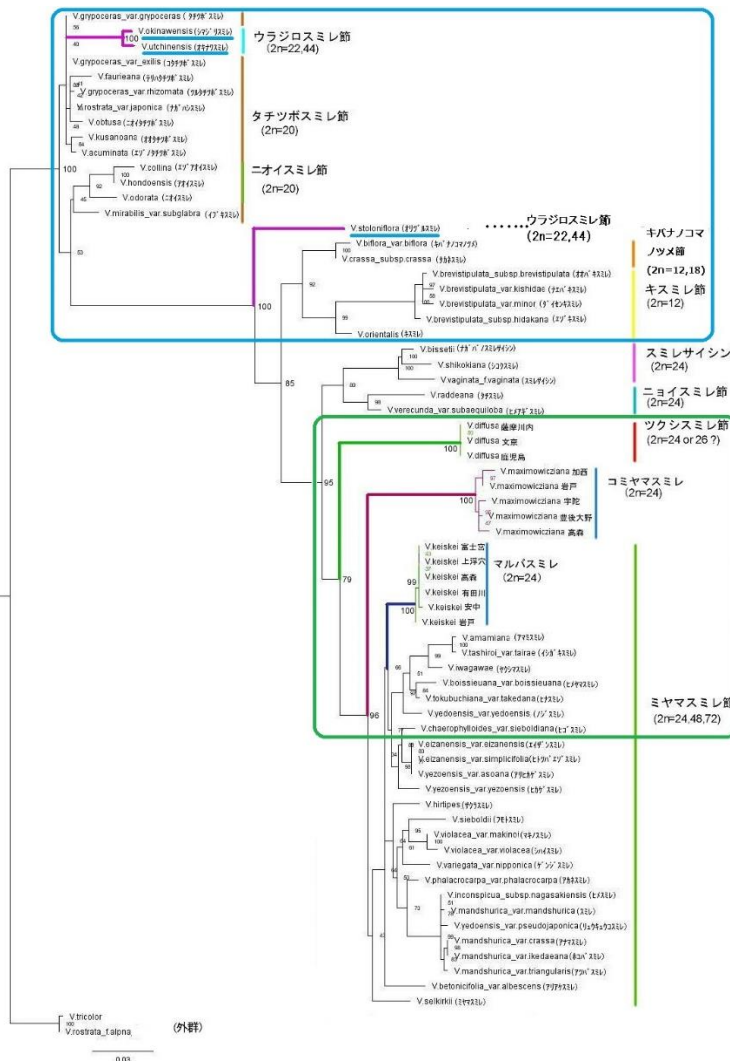 V.grypoceras_var.grypoceras (タチツボスミレ)
V.okinawensis (シマジリスミレ)
V.utchinensis (オキナワスミレ)
ウラジロスミレ節
(2n=22,44)
V.grypoceras_var.exilis (コタチツボスミレ)
V.faurieana (テリハタチツボスミレ)
V.grypoceras_var.rhizomata (ツルタチツボスミレ)
V.rostrata_var.japonica (ナガハシスミレ)
V.obtusa (ニオイタチツボスミレ)
V.kusanoana (オオタチツボスミレ)
V.acuminata (エゾノタチツボスミレ)
タチツボスミレ節
(2n=20)
V.collina (エゾアオイスミレ)
V.hondoensis (アオイスミレ)
V.odorata (ニオイスミレ)
V.mirabilis_var.subglabra (イブキスミレ)
ニオイスミレ節
(2n=20)
100
V.stoloniflora (オリヅルスミレ)
ウラジロスミレ節
(2n=22,44)
V.biflora_var.biflora (キバナノコマノツメ)
V.crassa_subsp.crassa (タカネスミレ)
キバナノコマ
ノツメ節
(2n=12,18)
V.brevistipulata_subsp.brevistipulata (オオバキスミレ)
V.brevistipulata_var.kishidae (ナエバキスミレ)
V.brevistipulata_var.minor (ダイセンキスミレ)
V.brevistipulata_subsp.hidakana (エゾキスミレ)
V.orientalis (キスミレ)
キスミレ節
(2n=12)
100
85
V.bissetii (ナガバノスミレサイシン)
V.shikokiana (シコクスミレ)
V.vaginata_f.vaginata (スミレサイシン)
スミレサイシン
(2n=24)
V.raddeana (タチスミレ)
V.verecunda_var.subaequiloba (ヒメアギスミレ)
ニョイスミレ節
(2n=24)
V.diffusa 薩摩川内
V.diffusa 文京
V.diffusa 鹿児島
100
ツクシスミレ節
(2n=24 or 26 ?)
95
V.maximowicziana 加西
V.maximowicziana 岩戸
V.maximowicziana 宇陀
V.maximowicziana 豊後大野
V.maximowicziana 高森
100
コミヤマスミレ
(2n=24)
V.keiskei 富士宮
V.keiskei 上浮穴
V.keiskei 高森
V.keiskei 有田川
V.keiskei 安中
V.keiskei 岩戸
99
100
マルバスミレ
(2n=24)
79
V.amamiana (アマミスミレ)
V.tashiroi_var.tairae (イシガキスミレ)
V.iwagawae (ヤクシマスミレ)
V.boissieuana_var.boissieuana (ヒメミヤマスミレ)
V.tokubuchiana_var.takedana (ヒナスミレ)
V.yedoensis_var.yedoensis (ノジスミレ)
96
V.chaerophylloides_var.sieboldiana (ヒゴスミレ)
ミヤマスミレ節
(2n=24,48,72)
V.eizanensis_var.eizanensis (エイザンスミレ)
V.eizanensis_var.simplicifolia (ヒトツバエゾスミレ)
V.yezoensis_var.asoana (アソヒカゲスミレ)
V.yezoensis_var.yezoensis (ヒカゲスミレ)
V.hirtipes (サクラスミレ)
V.sieboldii (フモトスミレ)
V.violacea_var.makinoi (マキノスミレ)
V.violacea_var.violacea (シハイスミレ)
V.variegata_var.nipponica (ゲンジスミレ)
V.phalacrocarpa_var.phalacrocarpa (アカネスミレ)
V.inconspicua_subsp.nagasakiensis (ヒメスミレ)
V.mandshurica_var.mandshurica (スミレ)
V.yedoensis_var.pseudojaponica (リュウキュウコスミレ)
V.mandshurica_var.crassa (アナマスミレ)
V.mandshurica_var.ikedaeana (ホコバスミレ)
V.mandshurica_var.triangularis (アツバスミレ)
V.betonicifolia_var.albescens (アリアケスミレ)
V.selkirkii (ミヤマスミレ)
V.tricolor
100
V.rostrata_f.alpna
(外群)
0.03